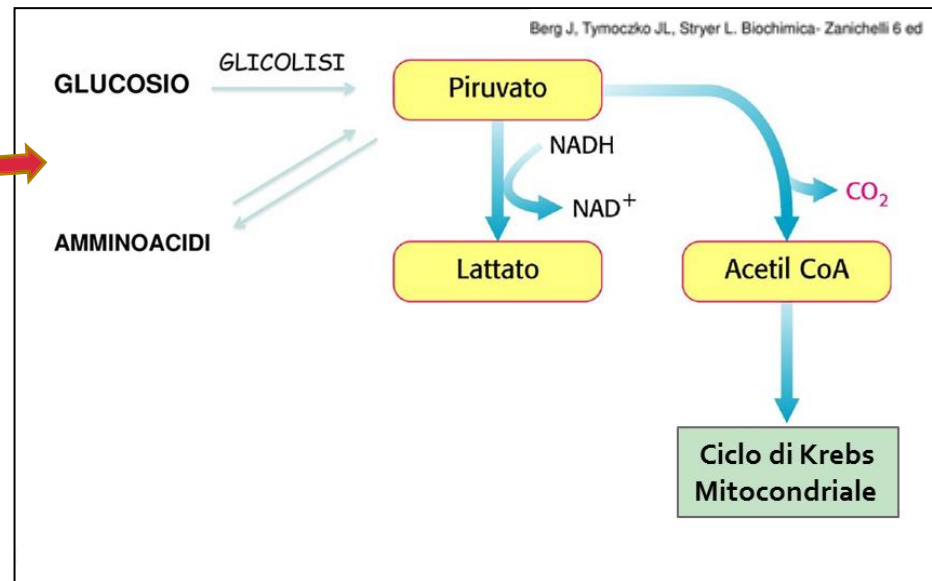 Berg J, Tymoczko JL, Stryer L. Biochimica- Zanichelli 6 ed
GLUCOSIO
GLICOLISI
Piruvato
NADH
NAD⁺
CO₂
AMMINOACIDI
Lattato
Acetil CoA
Ciclo di Krebs
Mitocondriale